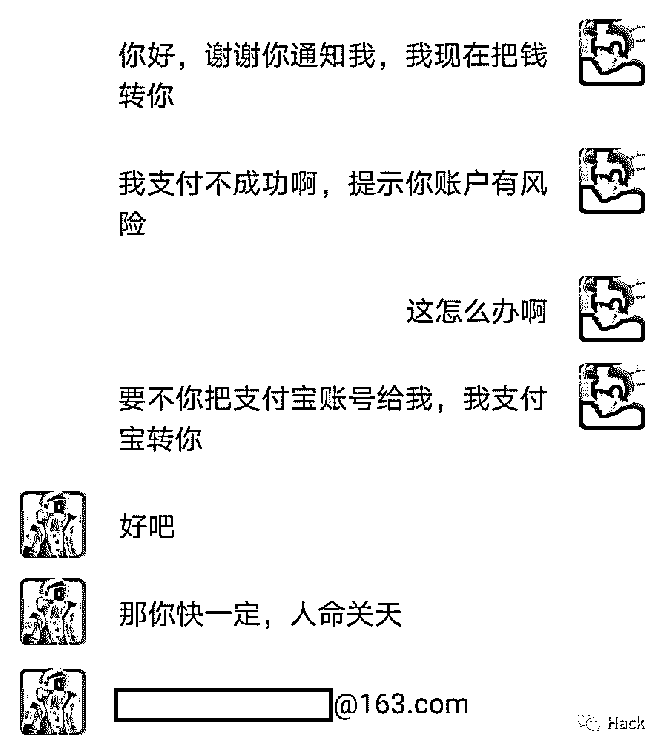 你好，谢谢你通知我，我现在把钱
转你
我支付不成功啊，提示你账户有风
险
这怎么办啊
要不你把支付宝账号给我，我支付
宝转你
好吧
那你快一定，人命关天
@163.com
Hack